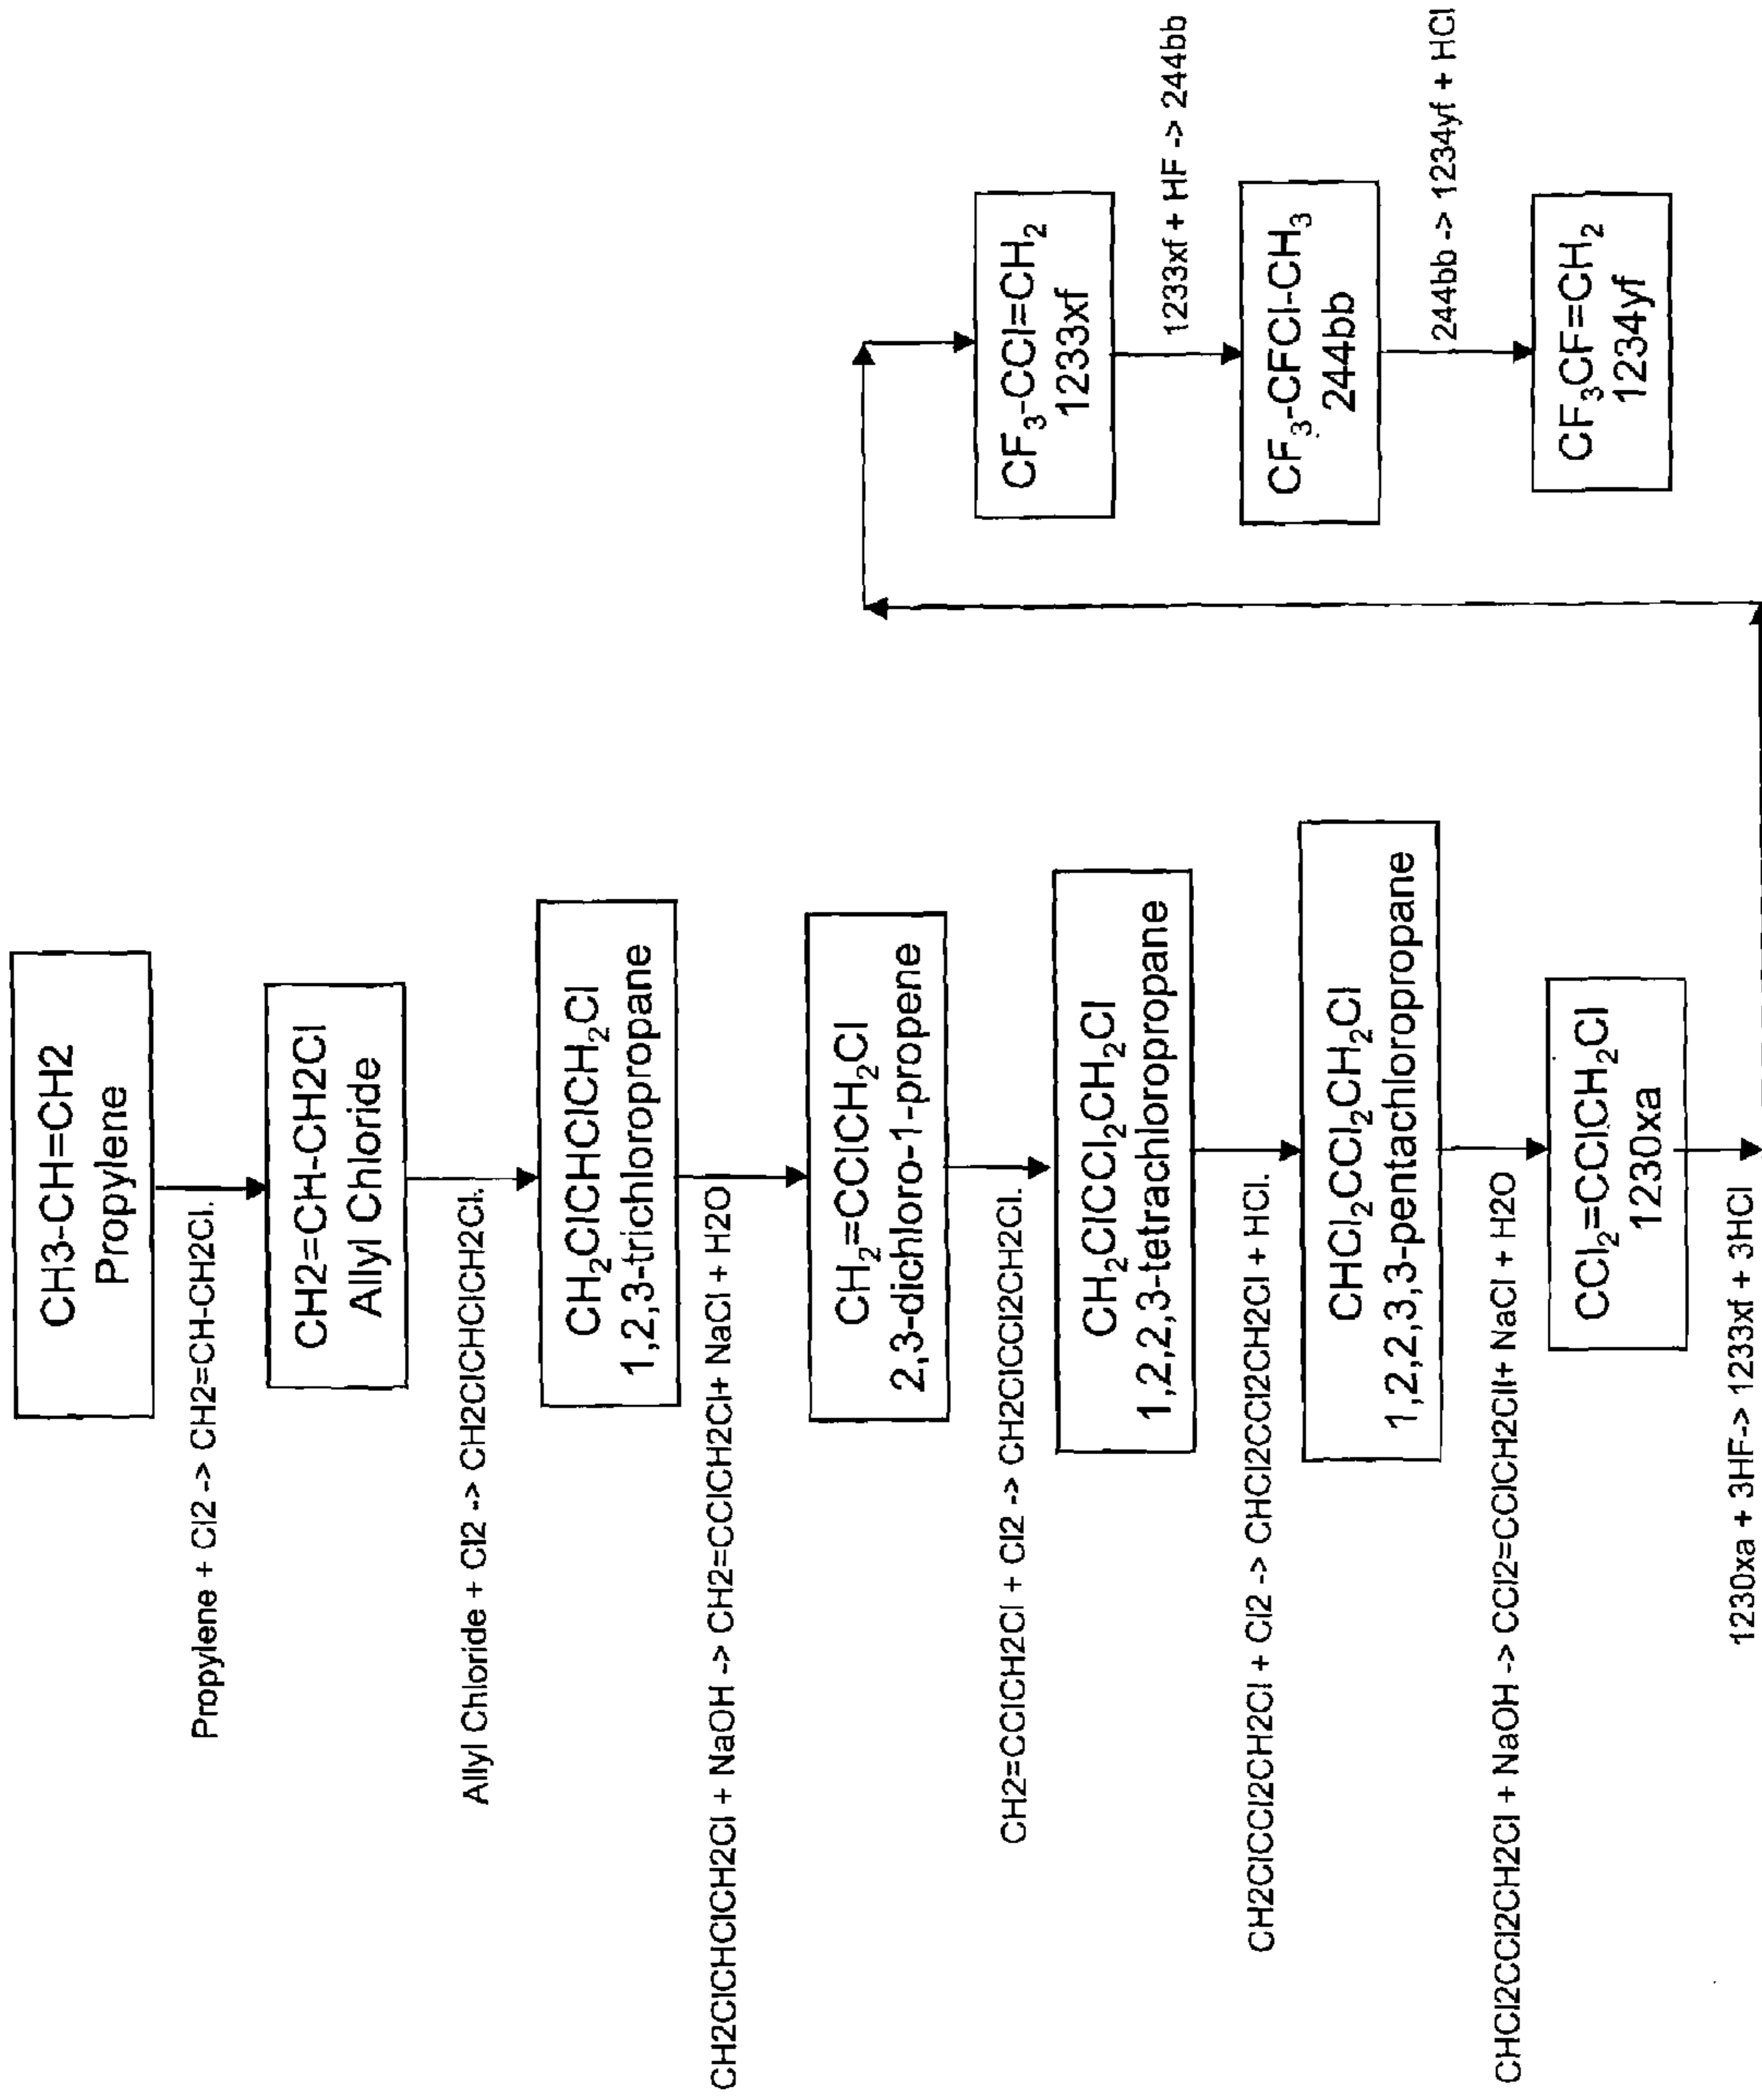 CH3-CH=CH2
Propylene
Propylene + Cl2 -> CH2=CH-CH2Cl.
CH2=CH-CH2Cl
Allyl Chloride
Allyl Chloride + Cl2 -> CH2ClCHClCH2Cl.
CH₂ClCHClCH₂Cl
1,2,3-trichloropropane
CH2ClCHClCH2Cl + NaOH -> CH2=CClCH2Cl+ NaCl + H2O
CH₂=CClCH₂Cl
2,3-dichloro-1-propene
CH2=CClCH2Cl + Cl2 -> CH2ClCCl2CH2Cl.
CH₂ClCCl₂CH₂Cl
1,2,2,3-tetrachloropropane
CH2ClCCl2CH2Cl + Cl2 -> CHCl2CCl2CH2Cl + HCl.
CHCl₂CCl₂CH₂Cl
1,2,2,3,3-pentachloropropane
CHCl2CCl2CH2Cl + NaOH -> CCl2=CClCH2Cll+ NaCl + H2O
CCl₂=CClCH₂Cl
1230xa
1230xa + 3HF-> 1233xf + 3HCl
CF₃-CCl=CH₂
1233xf
1233xf + HF -> 244bb
CF₃-CFCl-CH₃
244bb
244bb -> 1234yf + HCl
CF₃CF=CH₂
1234yf